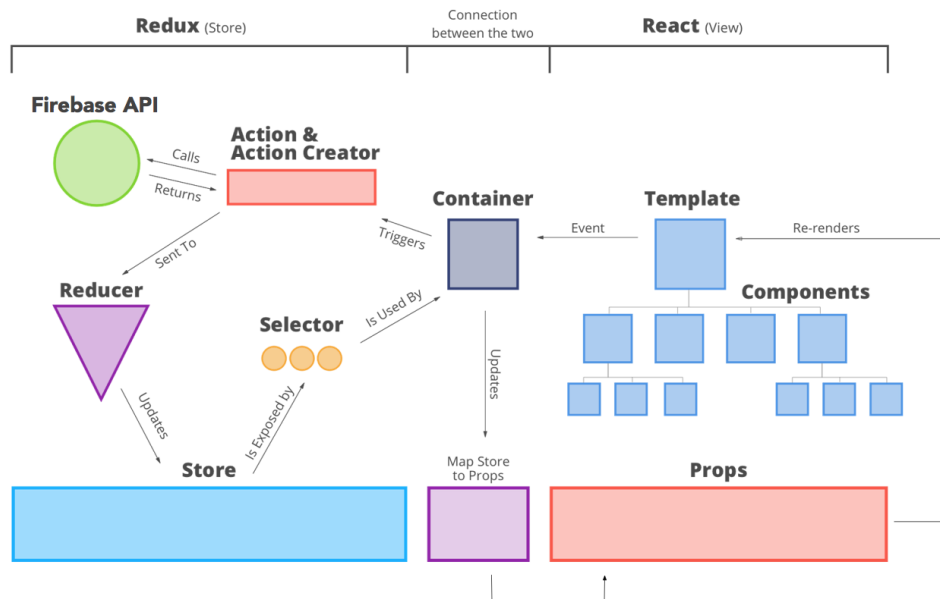 Redux (Store)
Connection
between the two
React (View)
Firebase API
Action &
Action Creator
Calls
Returns
Container
Template
Triggers
Event
Re-renders
Sent To
Reducer
Components
Selector
Is Used By
Updates
Updates
Is Exposed by
Store
Map Store
to Props
Props